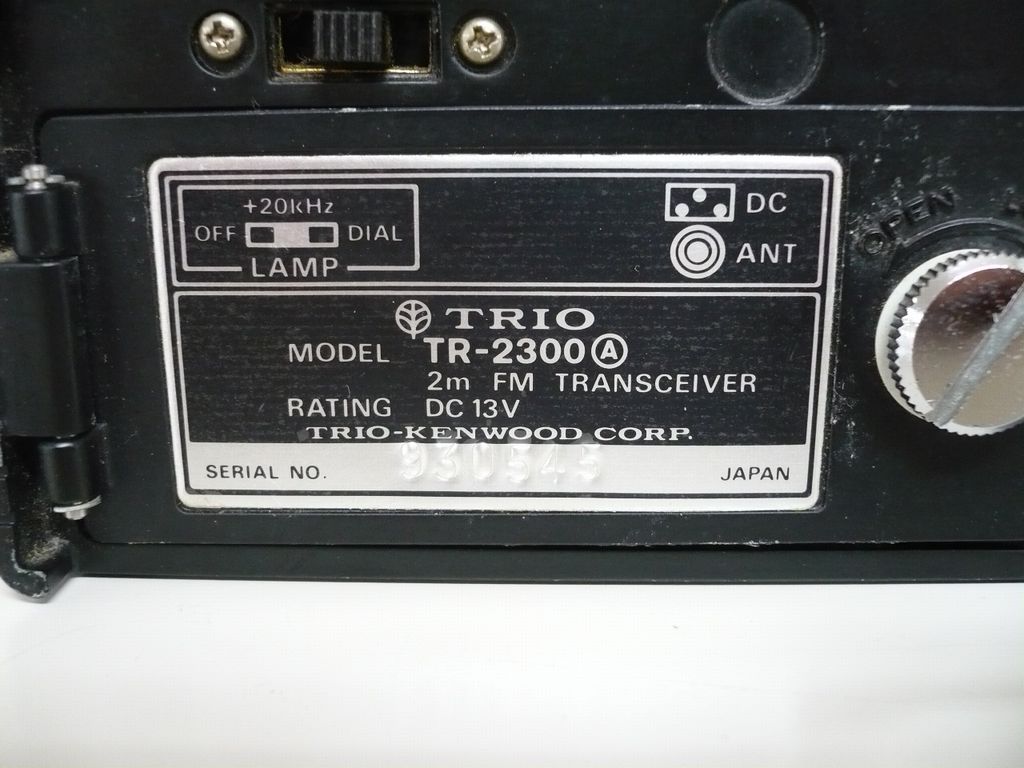 +20kHz
OFF DIAL
LAMP
DC
ANT
OPEN
TRIO
MODEL TR-2300 A
2m FM TRANSCEIVER
RATING DC 13V
TRIO-KENWOOD CORP.
SERIAL NO. 930545 JAPAN